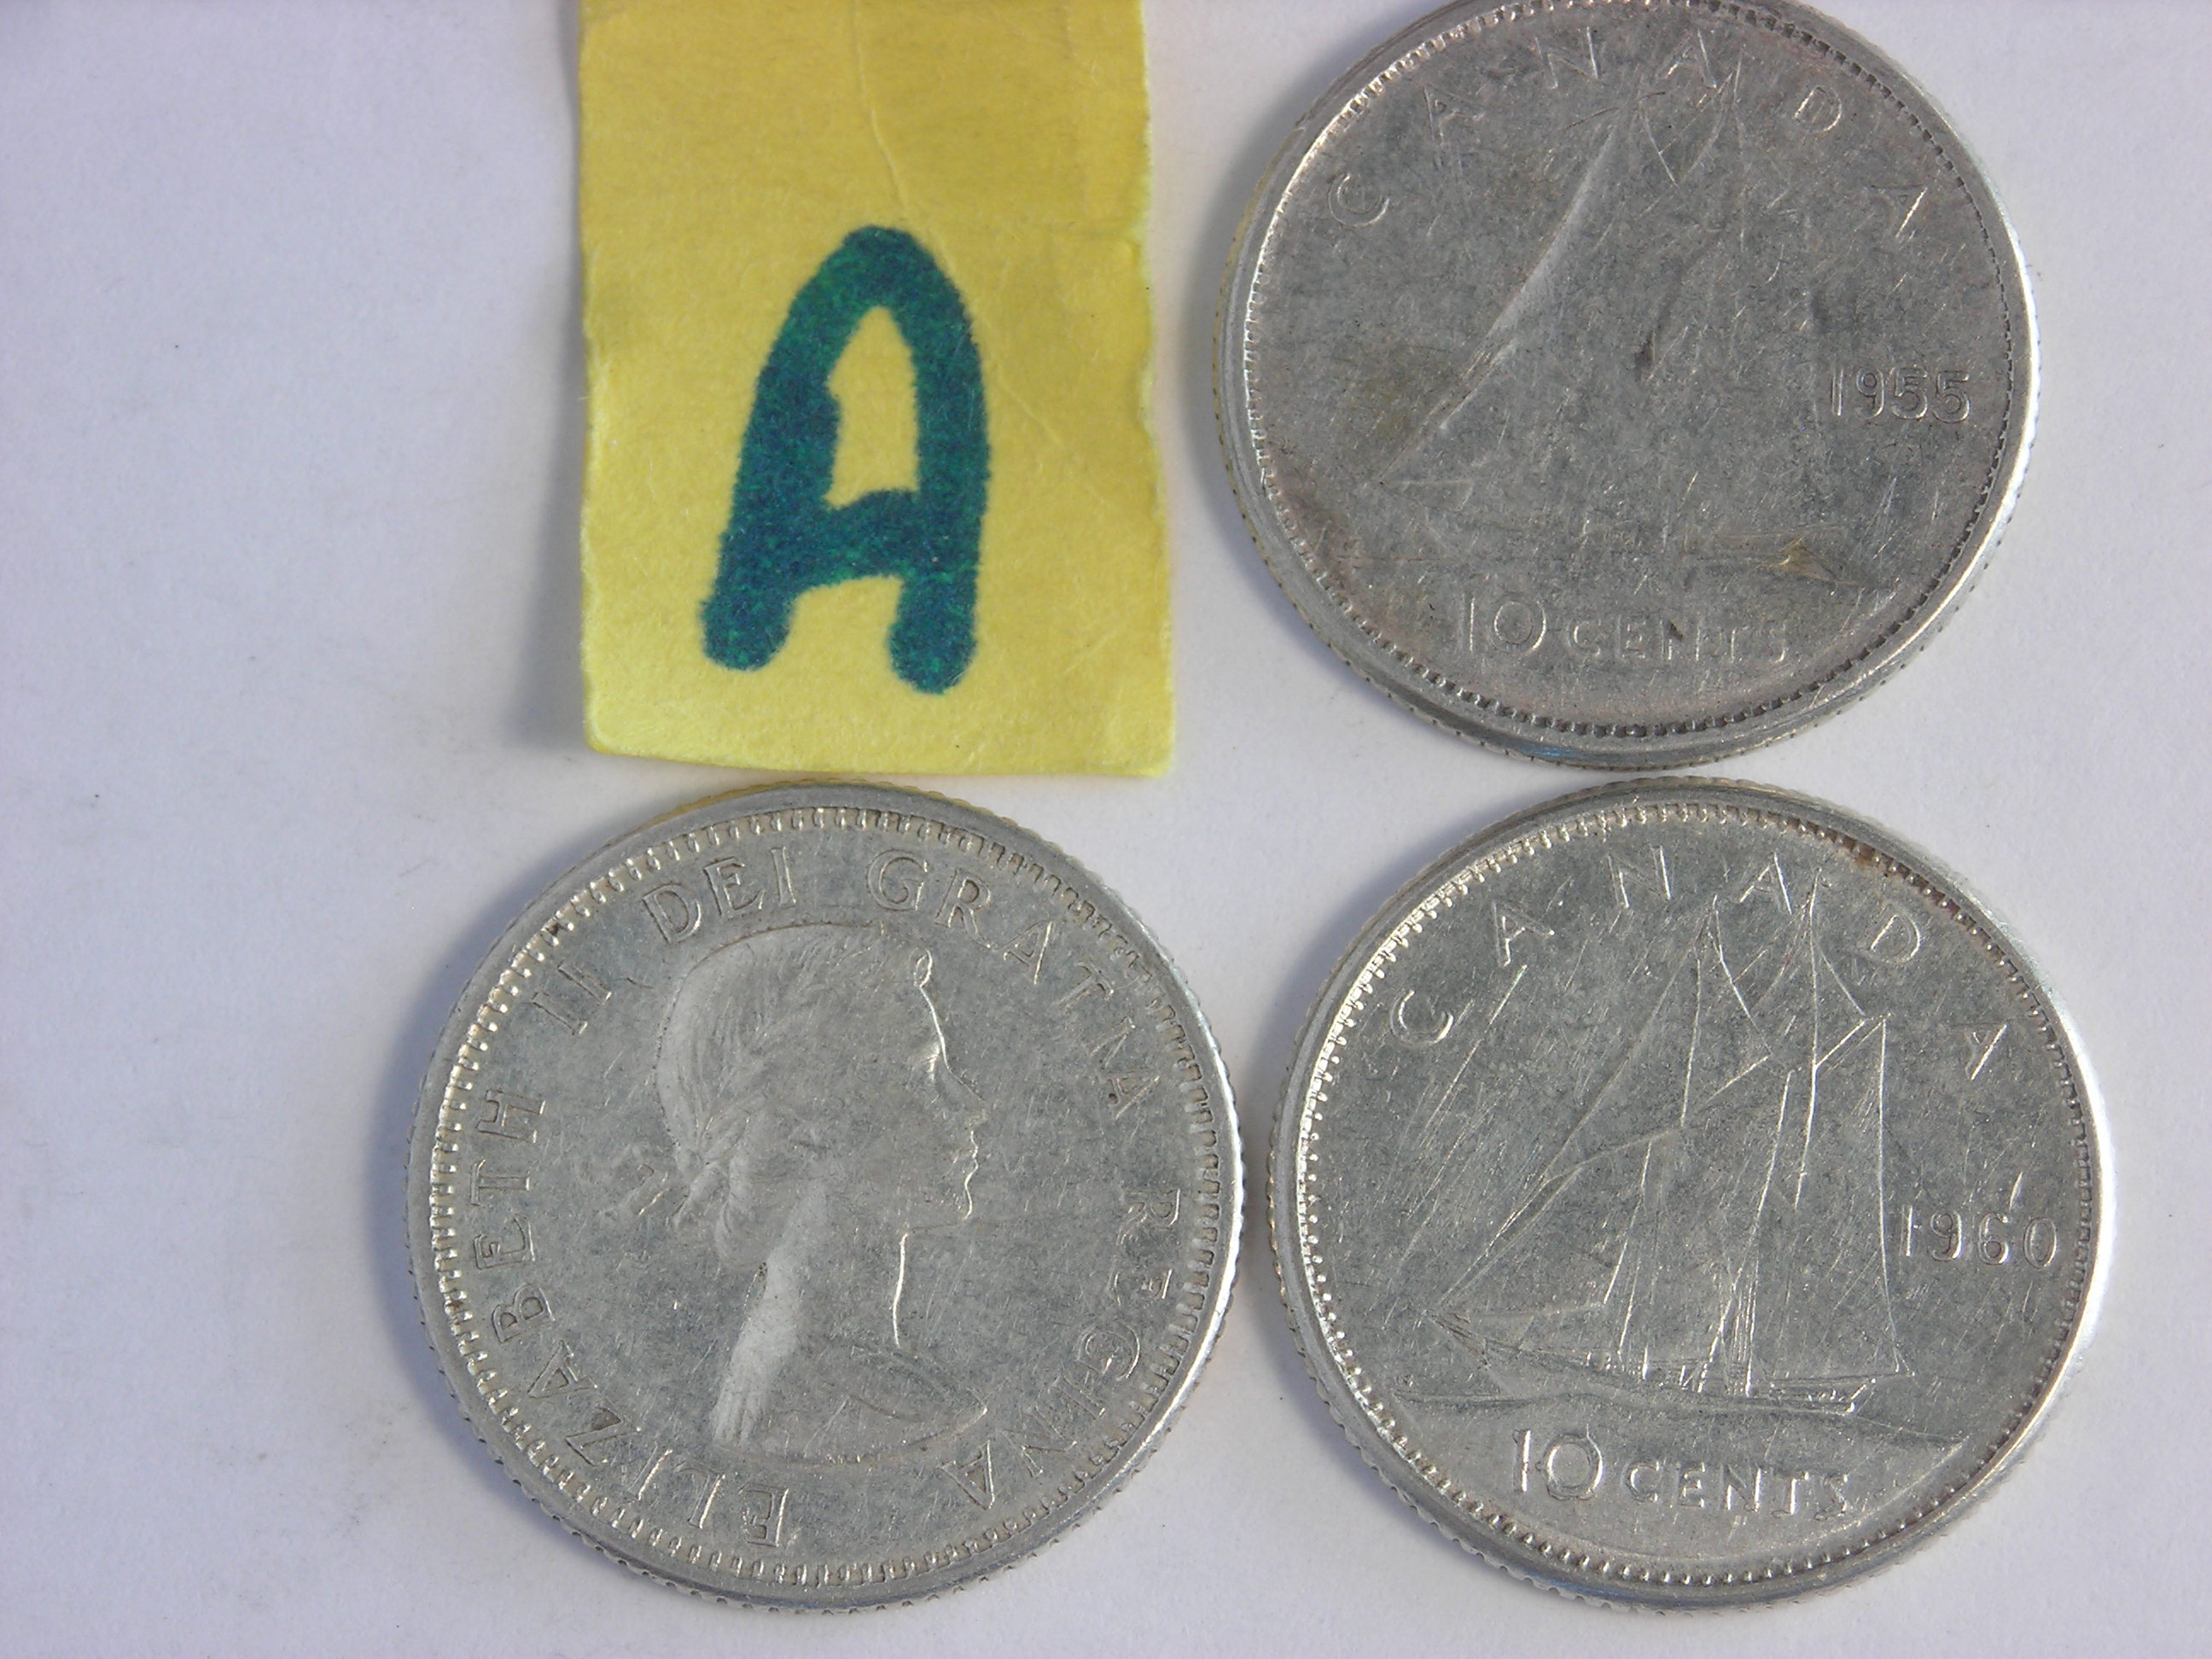 A
CANADA
1955
10 CENTS
ELIZABETH II DEI GRATIA REGINA
CANADA
1960
10 CENTS